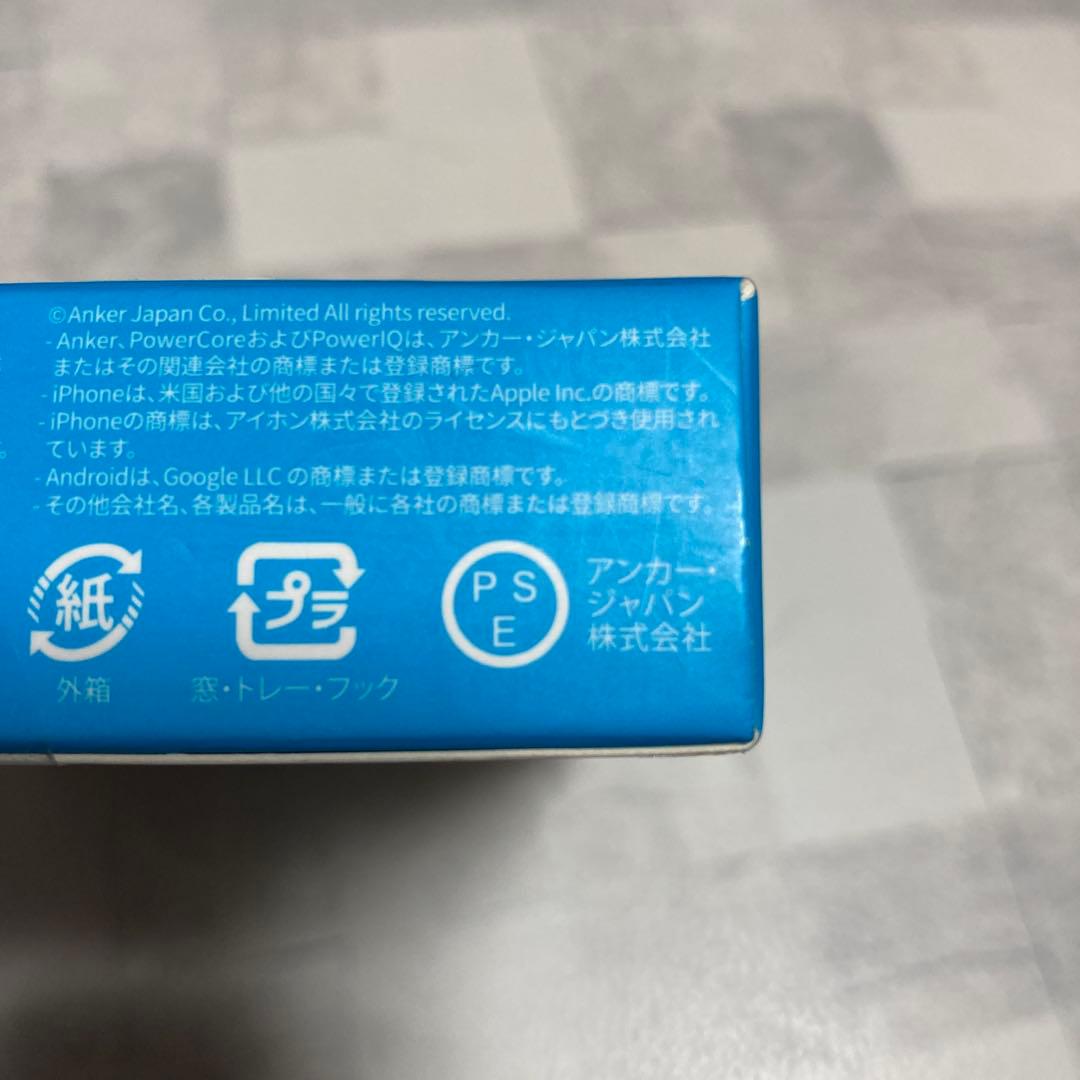 ©Anker Japan Co., Limited All rights reserved.
- Anker、PowerCoreおよびPowerIQは、アンカー・ジャパン株式会社
またはその関連会社の商標または登録商標です。
- iPhoneは、米国および他の国々で登録されたApple Inc.の商標です。
- iPhoneの商標は、アイホン株式会社のライセンスにもとづき使用され
ています。
- Androidは、Google LLC の商標または登録商標です。
- その他会社名、各製品名は、一般に各社の商標または登録商標です。
紙
外箱
プラ
窓・トレー・フック
P S
E
アンカー・
ジャパン
株式会社